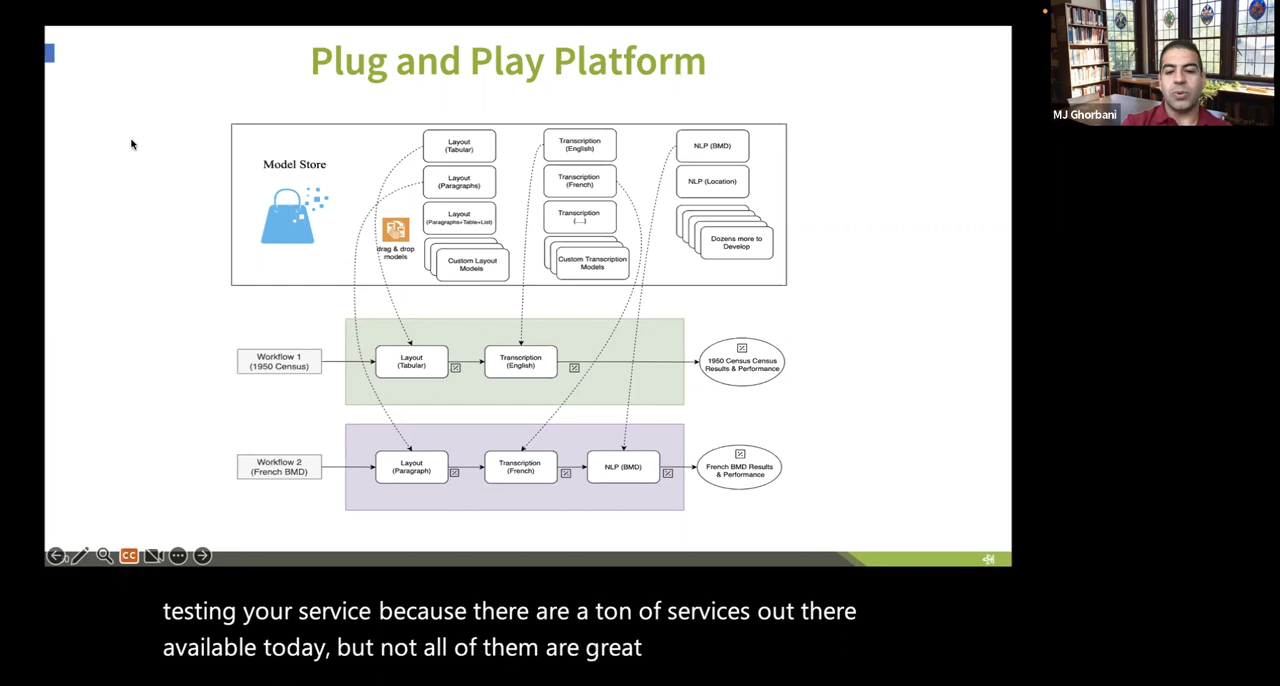 Plug and Play Platform
MJ Ghorbani
Model Store
drag & drop
models
Layout
(Tabular)
Layout
(Paragraphs)
Layout
(Paragraphs+Table+List)
Custom Layout
Models
Transcription
(English)
Transcription
(French)
Transcription
(....)
Custom Transcription
Models
NLP (BMD)
NLP (Location)
Dozens more to
Develop
Workflow 1
(1950 Census)
Layout
(Tabular)
Transcription
(English)
1950 Census Census
Results & Performance
Workflow 2
(French BMD)
Layout
(Paragraph)
Transcription
(French)
NLP (BMD)
French BMD Results
& Performance
CC
testing your service because there are a ton of services out there
available today, but not all of them are great